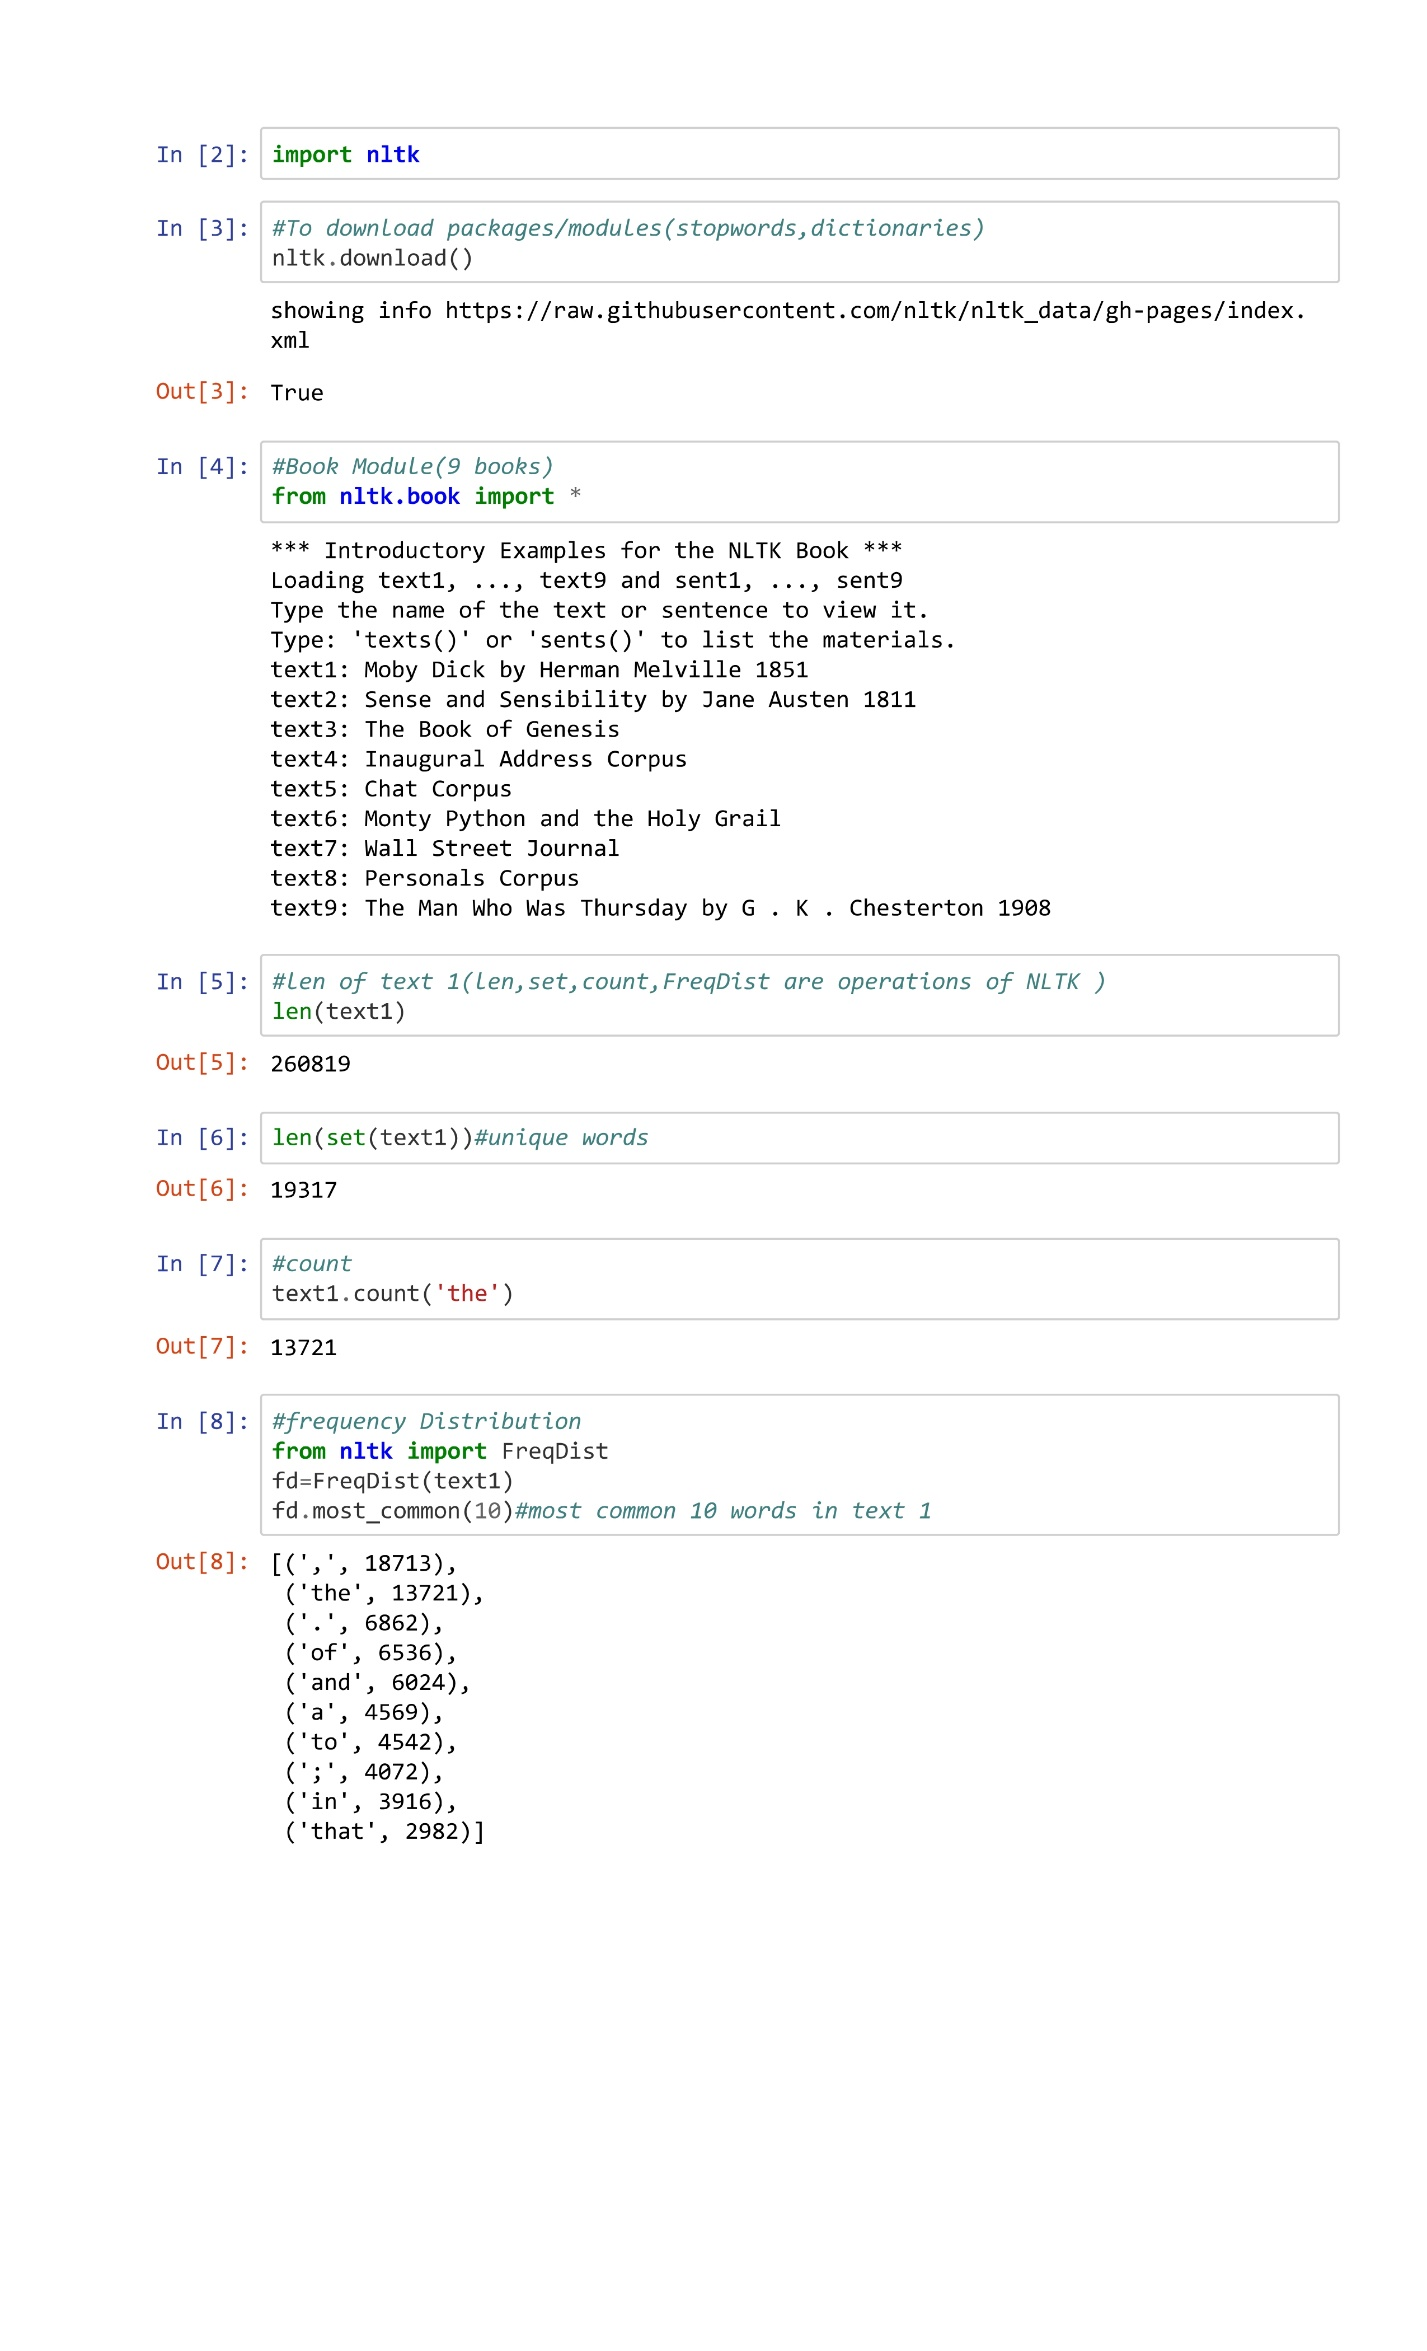 In [2]: import nltk
In [3]: #To download packages/modules(stopwords,dictionaries)
nltk.download()
showing info https://raw.githubusercontent.com/nltk/nltk_data/gh-pages/index.
xml
Out[3]: True
In [4]: #Book Module(9 books)
from nltk.book import *
*** Introductory Examples for the NLTK Book ***
Loading text1, ..., text9 and sent1, ..., sent9
Type the name of the text or sentence to view it.
Type: 'texts()' or 'sents()' to list the materials.
text1: Moby Dick by Herman Melville 1851
text2: Sense and Sensibility by Jane Austen 1811
text3: The Book of Genesis
text4: Inaugural Address Corpus
text5: Chat Corpus
text6: Monty Python and the Holy Grail
text7: Wall Street Journal
text8: Personals Corpus
text9: The Man Who Was Thursday by G . K . Chesterton 1908
In [5]: #len of text 1(len,set,count,FreqDist are operations of NLTK )
len(text1)
Out[5]: 260819
In [6]: len(set(text1))#unique words
Out[6]: 19317
In [7]: #count
text1.count('the')
Out[7]: 13721
In [8]: #frequency Distribution
from nltk import FreqDist
fd=FreqDist(text1)
fd.most_common(10)#most common 10 words in text 1
Out[8]: [(',', 18713),
('the', 13721),
('.', 6862),
('of', 6536),
('and', 6024),
('a', 4569),
('to', 4542),
(';', 4072),
('in', 3916),
('that', 2982)]